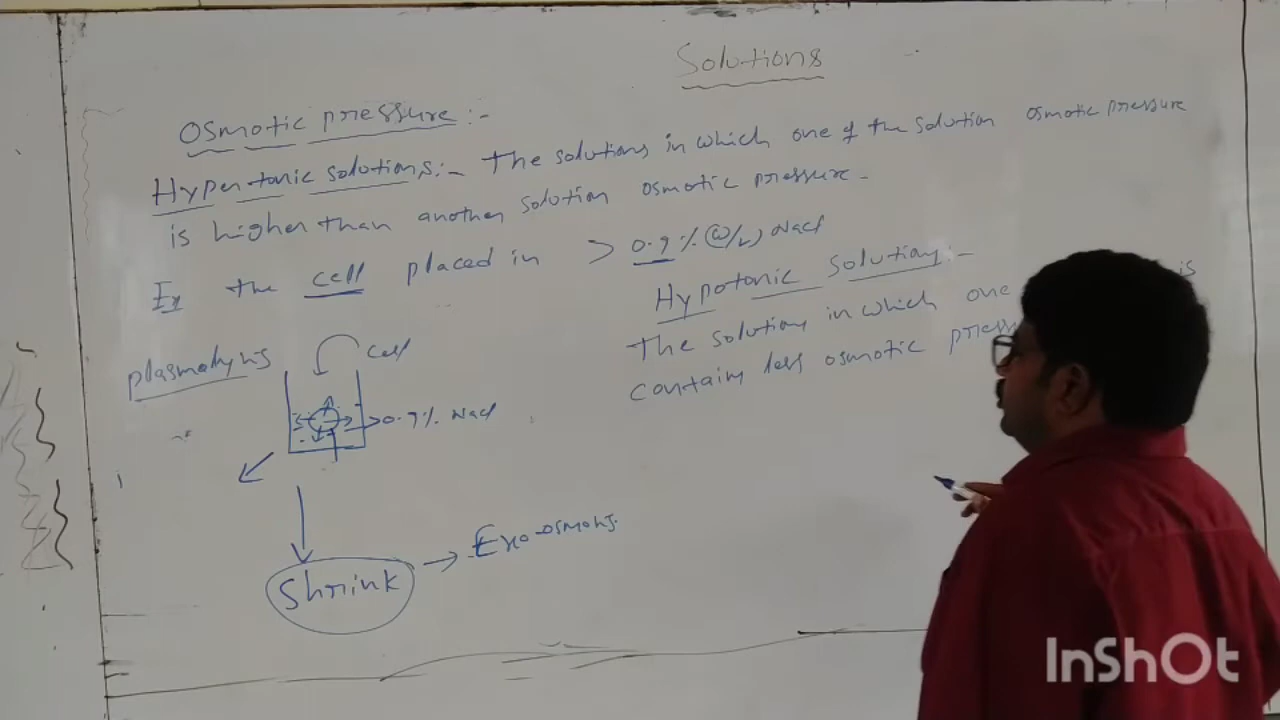 Solutions
Osmotic pressure:-
Hypertonic solutions:- The solutions in which one of the solution osmotic pressure
is higher than another solution osmotic pressure.
Ex the cell placed in > 0.9% (W/V) Nacl
Hypotonic Solution:-
The solution in which one is
contains less osmotic
plasmolysis
cell
0.9% Nacl
Shrink → Exo-osmosis.
InShOt